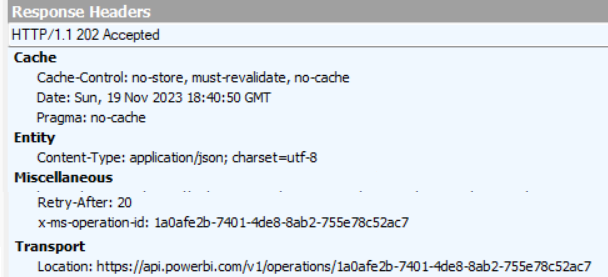 Response Headers
HTTP/1.1 202 Accepted
Cache
Cache-Control: no-store, must-revalidate, no-cache
Date: Sun, 19 Nov 2023 18:40:50 GMT
Pragma: no-cache
Entity
Content-Type: application/json; charset=utf-8
Miscellaneous
Retry-After: 20
x-ms-operation-id: 1a0afe2b-7401-4de8-8ab2-755e78c52ac7
Transport
Location: https://api.powerbi.com/v1/operations/1a0afe2b-7401-4de8-8ab2-755e78c52ac7